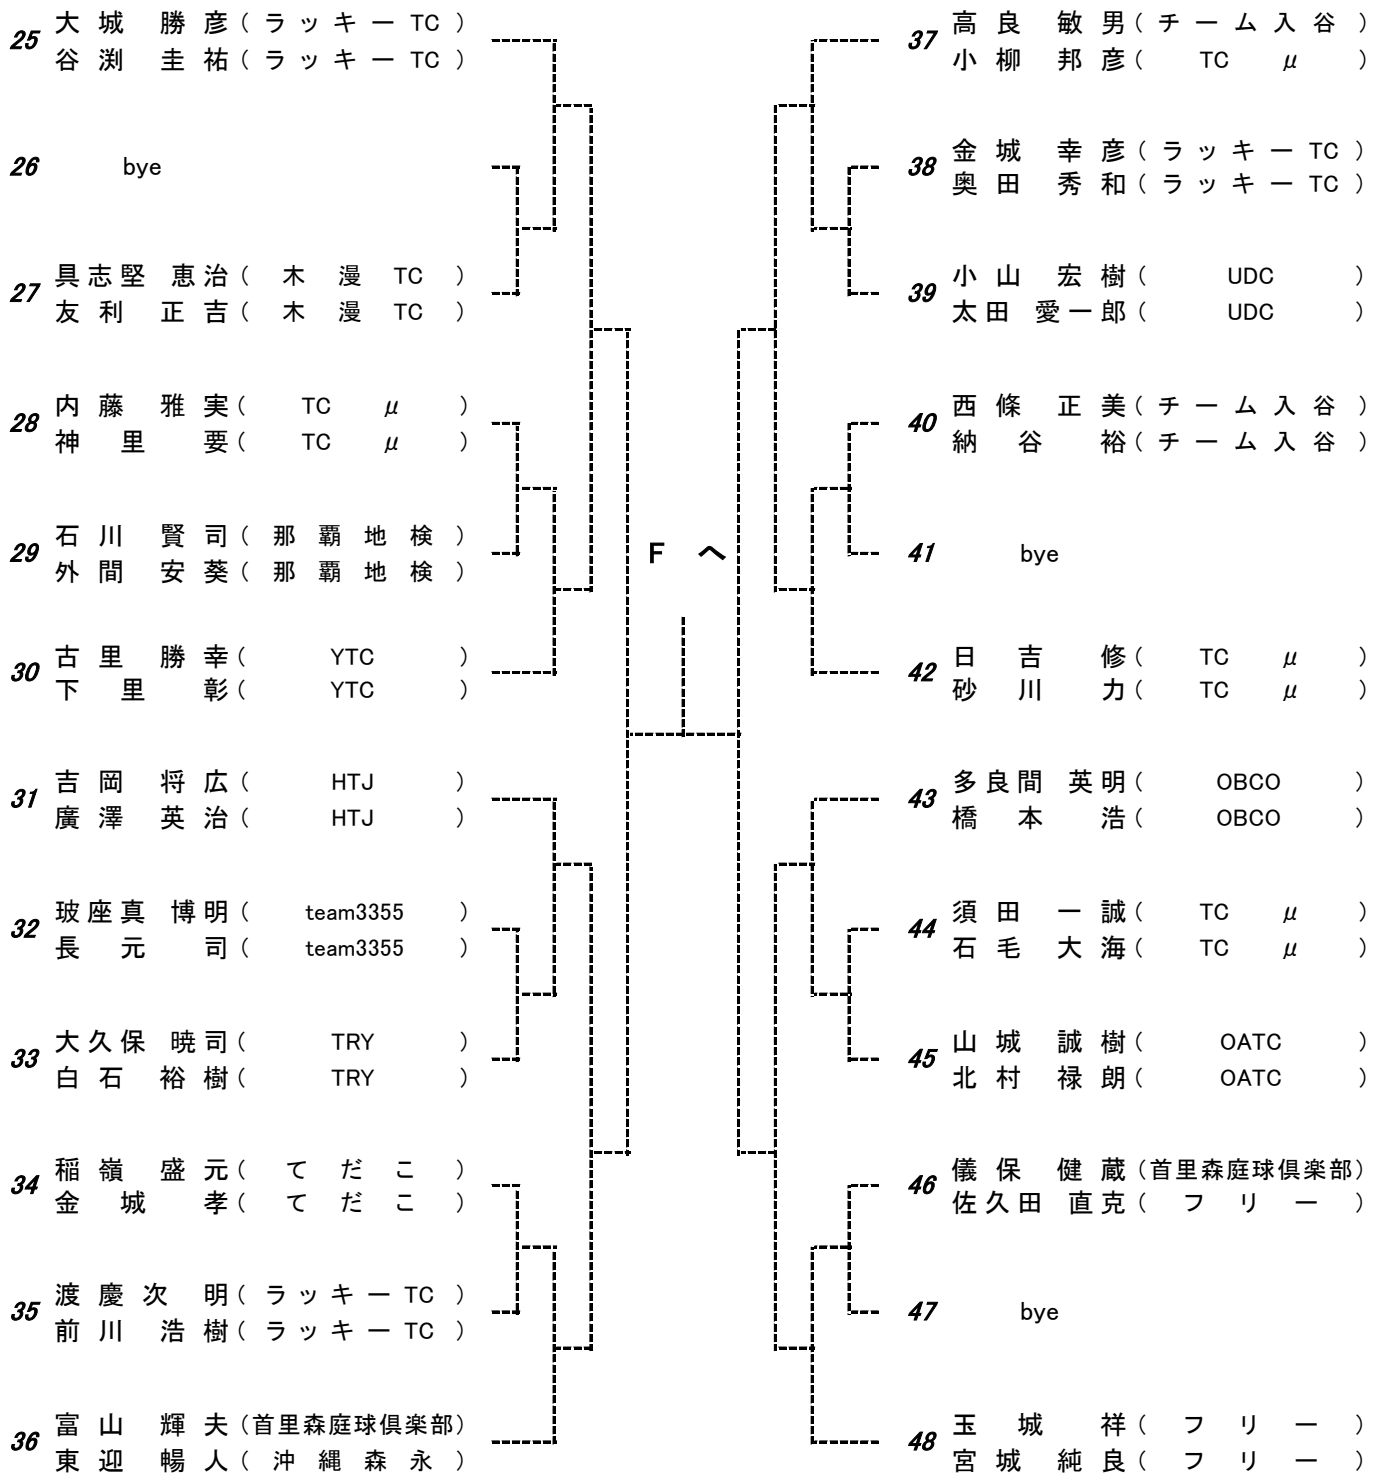 25 大城 勝彦（ラッキーTC）
谷渕 圭祐（ラッキーTC）
26 bye
27 具志堅 恵治（木漫TC）
友利 正吉（木漫TC）
28 内藤 雅実（TC μ）
神里 要（TC μ）
29 石川 賢司（那覇地検）
外間 安葵（那覇地検）
30 古里 勝幸（YTC）
下里 彰（YTC）
31 吉岡 将広（HTJ）
廣澤 英治（HTJ）
32 玻座真 博明（team3355）
長元 司（team3355）
33 大久保 暁司（TRY）
白石 裕樹（TRY）
34 稲嶺 盛元（てだこ）
金城 孝（てだこ）
35 渡慶次 明（ラッキーTC）
前川 浩樹（ラッキーTC）
36 富山 輝夫（首里森庭球倶楽部）
東迎 暢人（沖縄森永）
F へ
37 高良 敏男（チーム入谷）
小柳 邦彦（TC μ）
38 金城 幸彦（ラッキーTC）
奥田 秀和（ラッキーTC）
39 小山 宏樹（UDC）
太田 愛一郎（UDC）
40 西條 正美（チーム入谷）
納谷 裕（チーム入谷）
41 bye
42 日吉 修（TC μ）
砂川 力（TC μ）
43 多良間 英明（OBCO）
橋本 浩（OBCO）
44 須田 一誠（TC μ）
石毛 大海（TC μ）
45 山城 誠樹（OATC）
北村 禄朗（OATC）
46 儀保 健蔵（首里森庭球倶楽部）
佐久田 直克（フリー）
47 bye
48 玉城 祥（フリー）
宮城 純良（フリー）